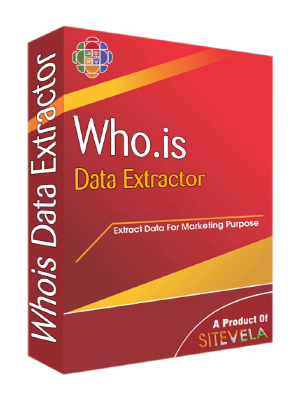 Whois Data Extractor
Who.is
Data Extractor
Extract Data For Marketing Purpose
A Product Of
SITEVELA